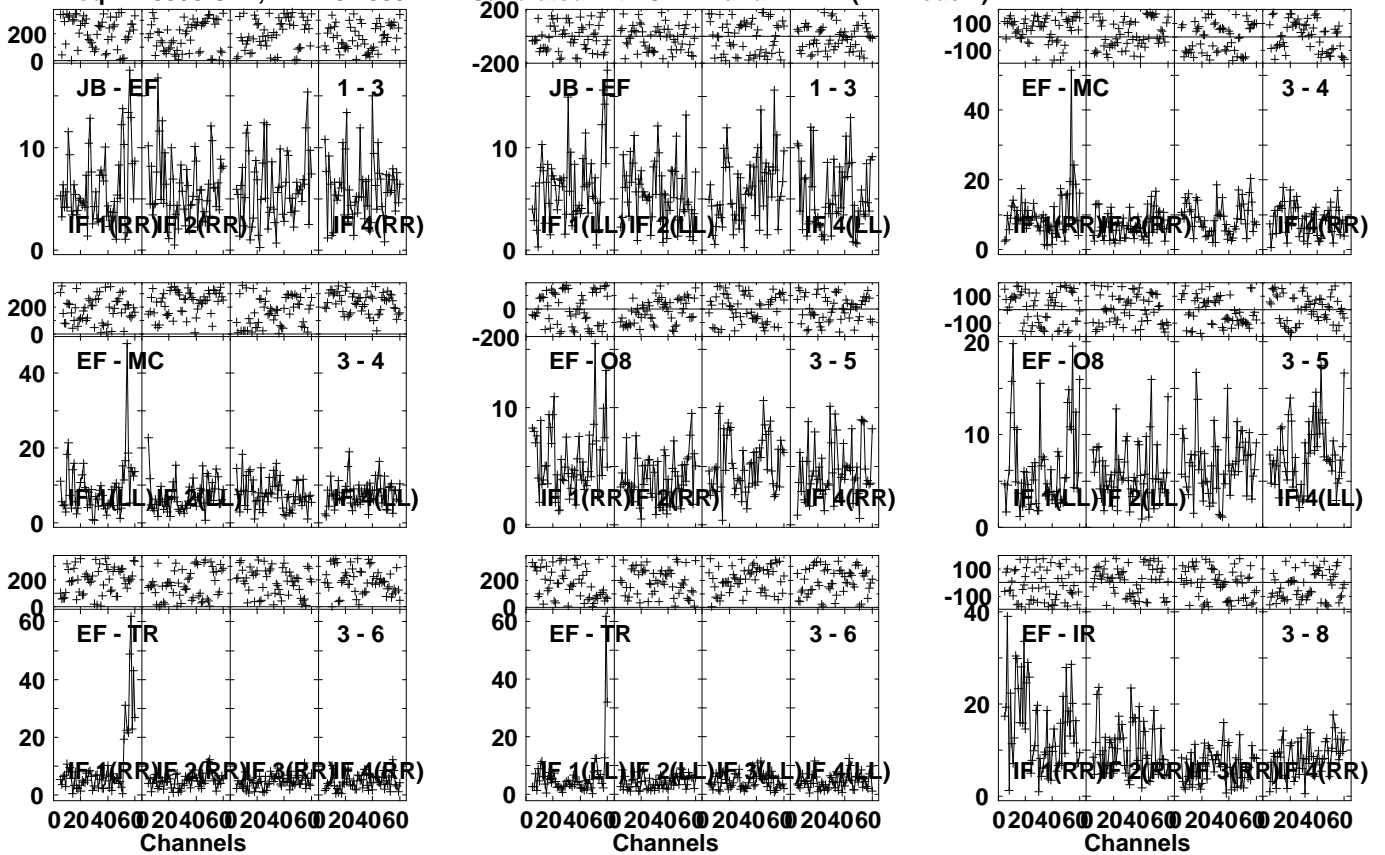 200
0
JB - EF 1 - 3
10
0
IF 1(RR) IF 2(RR) IF 4(RR)
200
-200
JB - EF 1 - 3
10
0
IF 1(LL) IF 2(LL) IF 4(LL)
100
-100
EF - MC 3 - 4
40
20
0
IF 1(RR) IF 2(RR) IF 4(RR)
200
0
EF - MC 3 - 4
40
20
0
IF 1(LL) IF 2(LL) IF 4(LL)
0
-200
EF - O8 3 - 5
10
0
IF 1(RR) IF 2(RR) IF 4(RR)
100
-100
20
EF - O8 3 - 5
10
0
IF 1(LL) IF 2(LL) IF 4(LL)
200
0
60
EF - TR 3 - 6
40
20
0
IF 1(RR) IF 2(RR) IF 3(RR) IF 4(RR)
0 20 40 60 0 20 40 60 0 20 40 60 0 20 40 60
Channels
200
0
60
EF - TR 3 - 6
40
20
0
IF 1(LL) IF 2(LL) IF 3(LL) IF 4(LL)
0 20 40 60 0 20 40 60 0 20 40 60 0 20 40 60
Channels
100
-100
40
EF - IR 3 - 8
20
0
IF 1(RR) IF 2(RR) IF 3(RR) IF 4(RR)
0 20 40 60 0 20 40 60 0 20 40 60 0 20 40 60
Channels